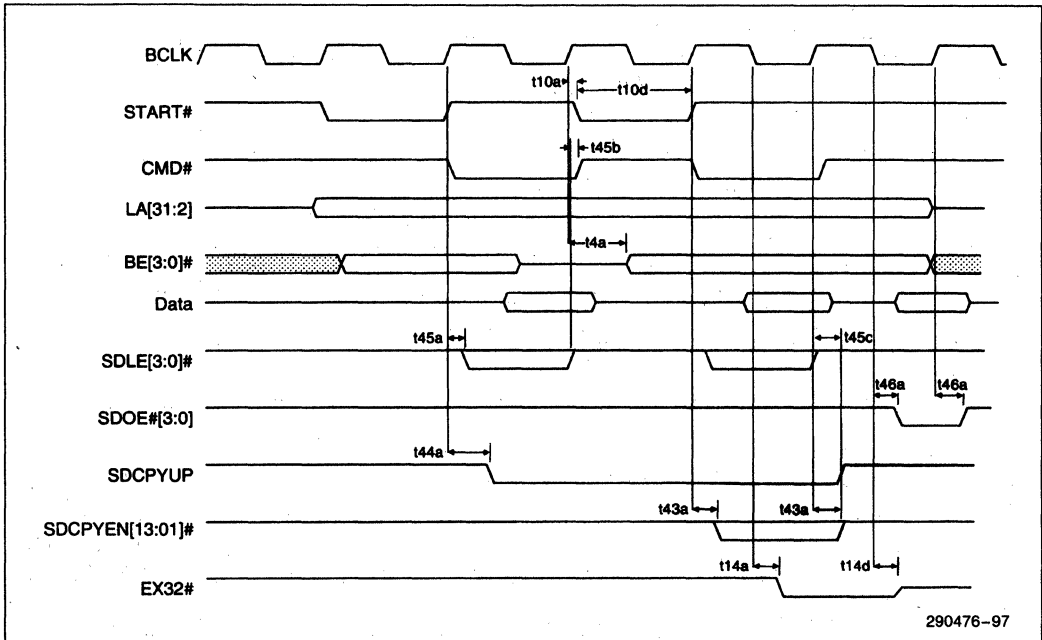 BCLK
t10a
t10d
START#
t45b
CMD#
LA[31:2]
t4a
BE[3:0]#
Data
t45a
t45c
SDLE[3:0]#
t46a
t46a
SDOE#[3:0]
t44a
SDCPYUP
t43a
t43a
SDCPYEN[13:01]#
t14a
t14d
EX32#
290476-97